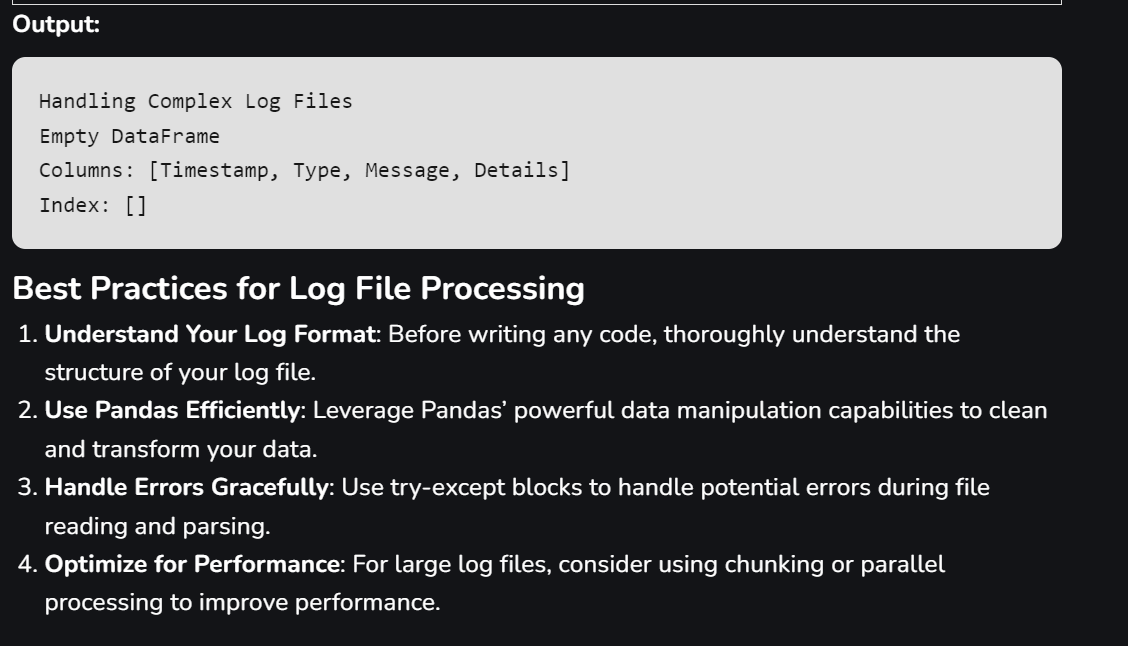 Output:
Handling Complex Log Files
Empty DataFrame
Columns: [Timestamp, Type, Message, Details]
Index: []
Best Practices for Log File Processing
1. Understand Your Log Format: Before writing any code, thoroughly understand the
structure of your log file.
2. Use Pandas Efficiently: Leverage Pandas’ powerful data manipulation capabilities to clean
and transform your data.
3. Handle Errors Gracefully: Use try-except blocks to handle potential errors during file
reading and parsing.
4. Optimize for Performance: For large log files, consider using chunking or parallel
processing to improve performance.